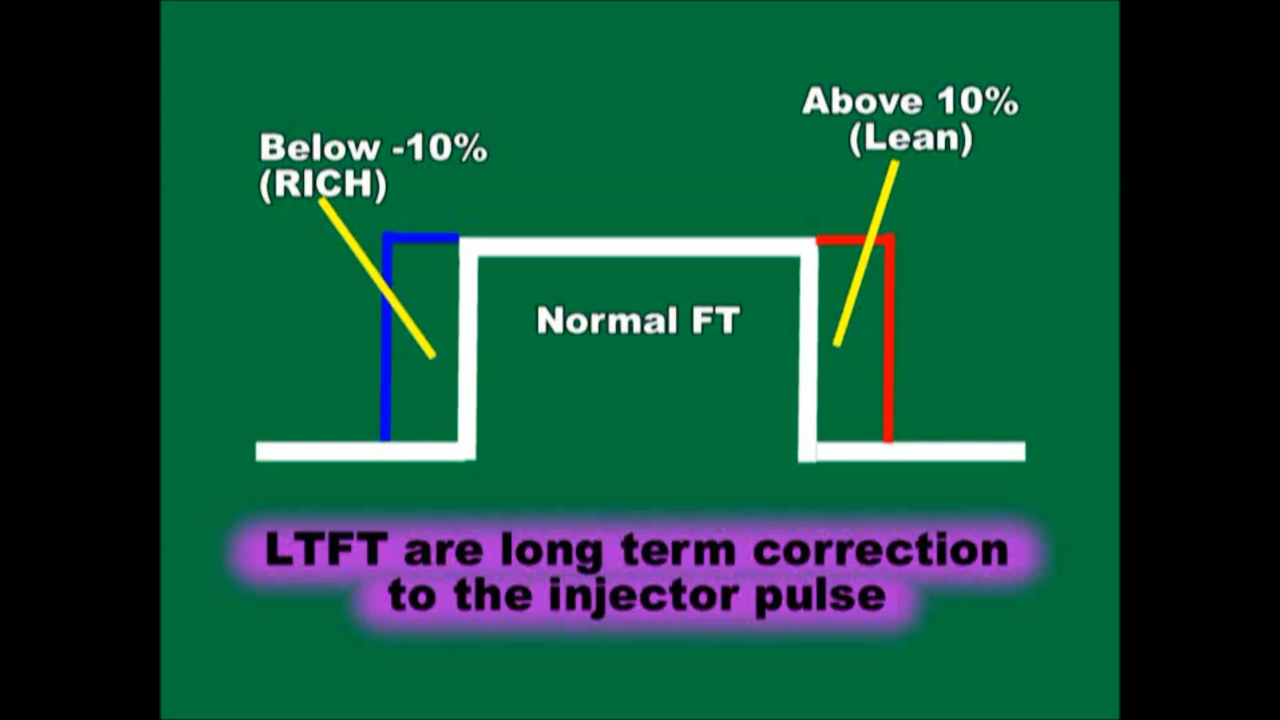 Below -10%
(RICH)
Above 10%
(Lean)
Normal FT
LTFT are long term correction
to the injector pulse